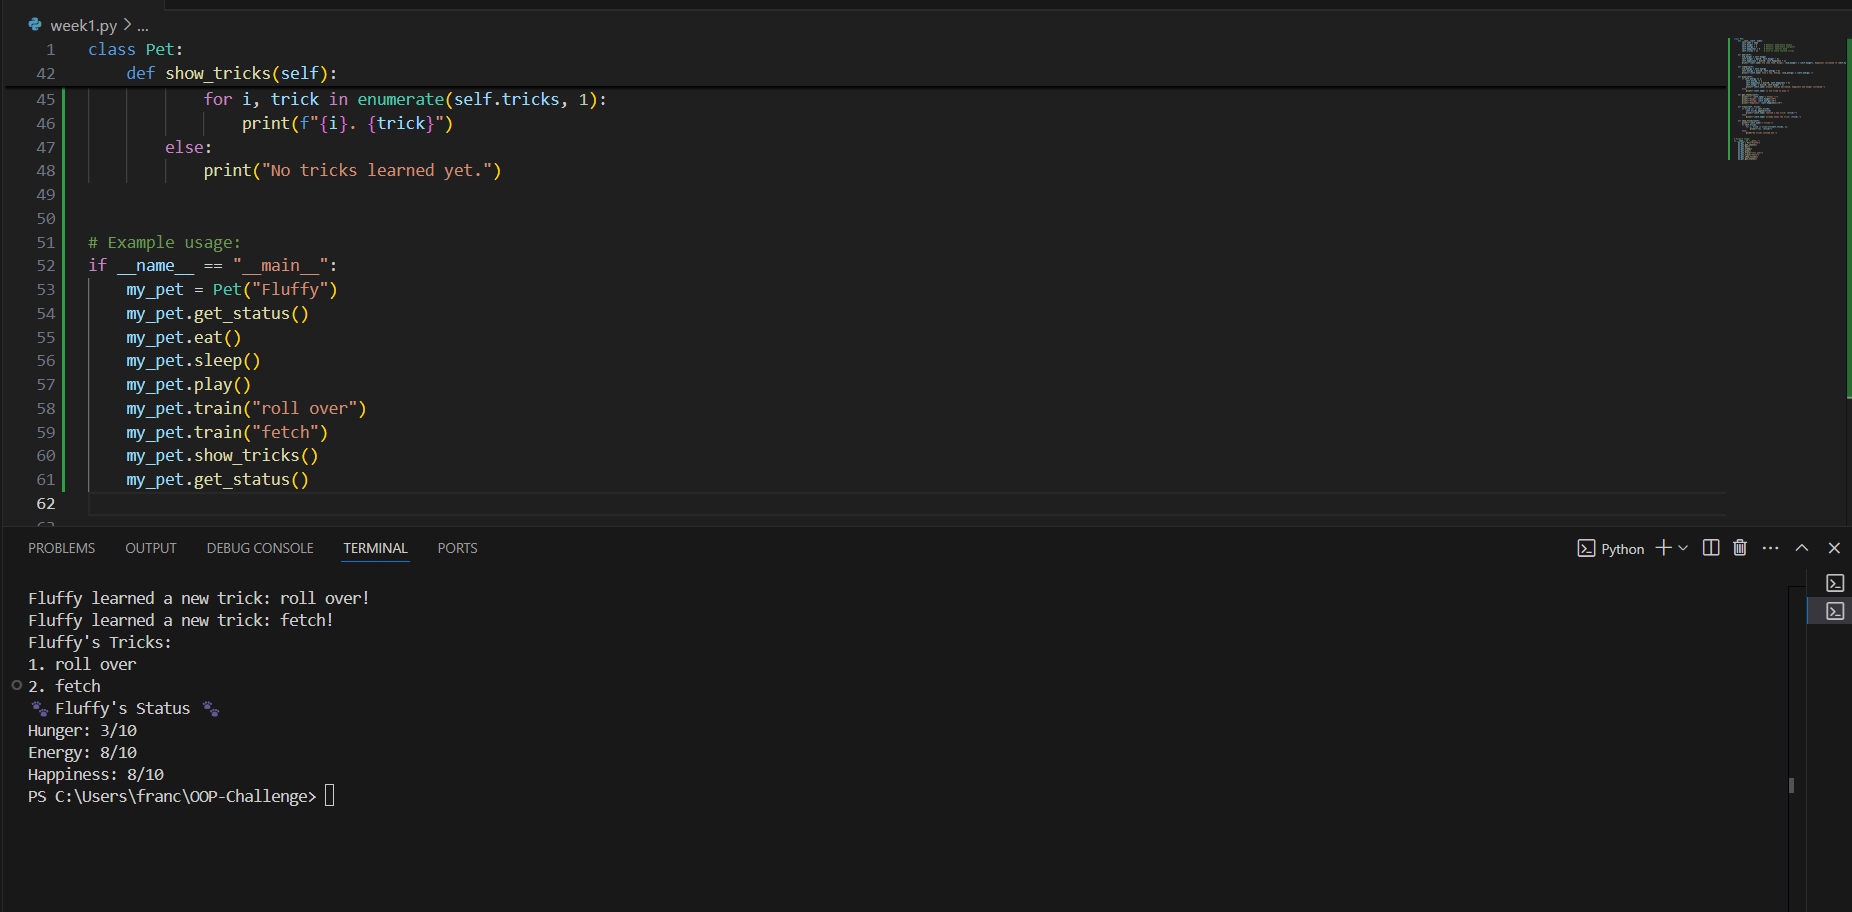 week1.py > ...
1 class Pet:
42 def show_tricks(self):
45 for i, trick in enumerate(self.tricks, 1):
46 print(f"{i}. {trick}")
47 else:
48 print("No tricks learned yet.")
49
50
51 # Example usage:
52 if __name__ == "__main__":
53 my_pet = Pet("Fluffy")
54 my_pet.get_status()
55 my_pet.eat()
56 my_pet.sleep()
57 my_pet.play()
58 my_pet.train("roll over")
59 my_pet.train("fetch")
60 my_pet.show_tricks()
61 my_pet.get_status()
62
PROBLEMS OUTPUT DEBUG CONSOLE TERMINAL PORTS Python
Fluffy learned a new trick: roll over!
Fluffy learned a new trick: fetch!
Fluffy's Tricks:
1. roll over
2. fetch
🐾 Fluffy's Status 🐾
Hunger: 3/10
Energy: 8/10
Happiness: 8/10
PS C:\Users\franc\OOP-Challenge>